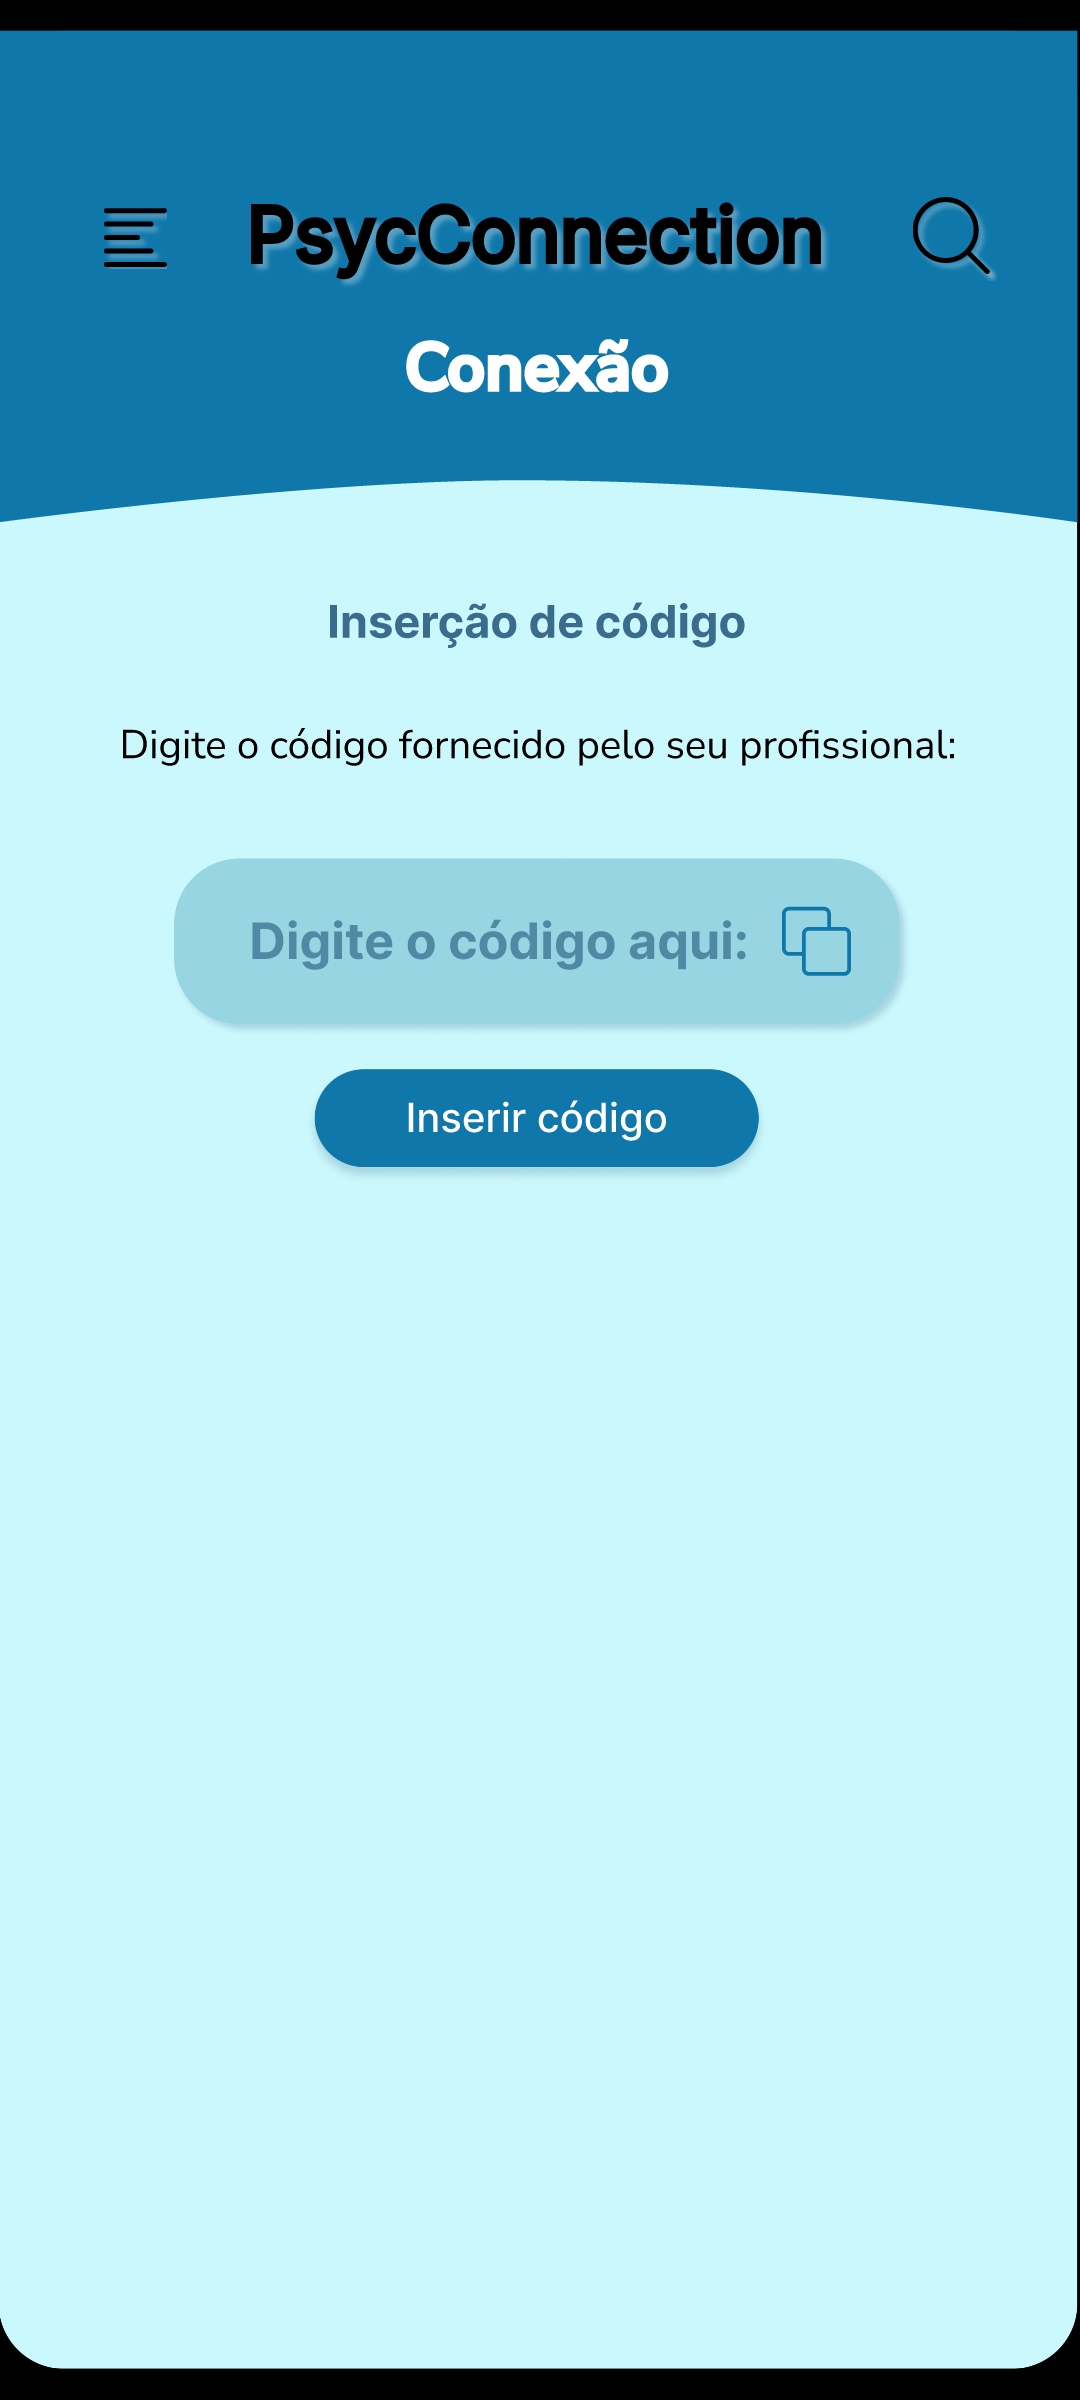 PsycConnection
Conexão
Inserção de código
Digite o código fornecido pelo seu profissional:
Digite o código aqui:
Inserir código